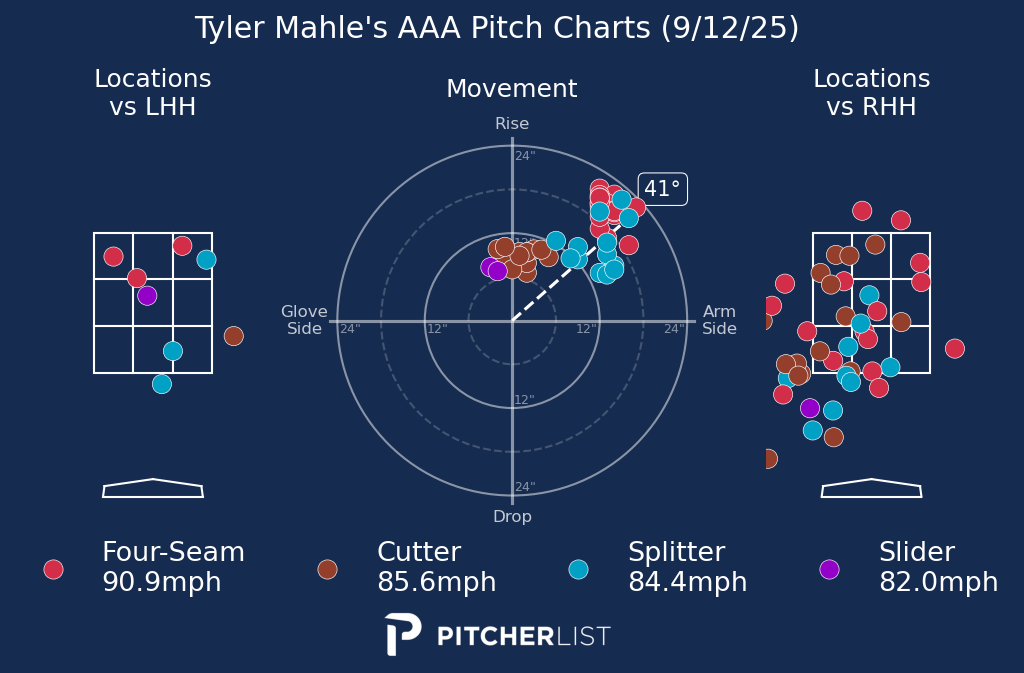 Tyler Mahle's AAA Pitch Charts (9/12/25)
Locations
vs LHH
Movement
Locations
vs RHH
Rise
24"
41°
12"
Glove
Side
24"
12"
12"
24"
Arm
Side
12"
24"
Drop
Four-Seam
90.9mph
Cutter
85.6mph
Splitter
84.4mph
Slider
82.0mph
PITCHERLIST